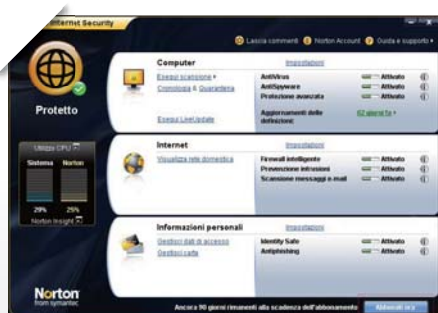 Internet Security
Lascia commenti Norton Account Guida e supporto
Protetto
Computer
Impostazioni
Esegui scansione
Cronologia & Quarantena
Esegui LiveUpdate
AntiVirus Attivato
AntiSpyware Attivato
Protezione avanzata Attivato
Aggiornamenti delle definizioni: 62 giorni fa
Utilizzo CPU
Sistema Norton
29% 25%
Norton Insight
Internet
Impostazioni
Visualizza rete domestica
Firewall intelligente Attivato
Prevenzione intrusioni Attivato
Scansione messaggi e-mail Attivato
Informazioni personali
Impostazioni
Gestisci dati di accesso
Gestisci carte
Identity Safe Attivato
Antiphishing Attivato
Norton
from symantec
Ancora 90 giorni rimanenti alla scadenza dell'abbonamento
Abbonati ora